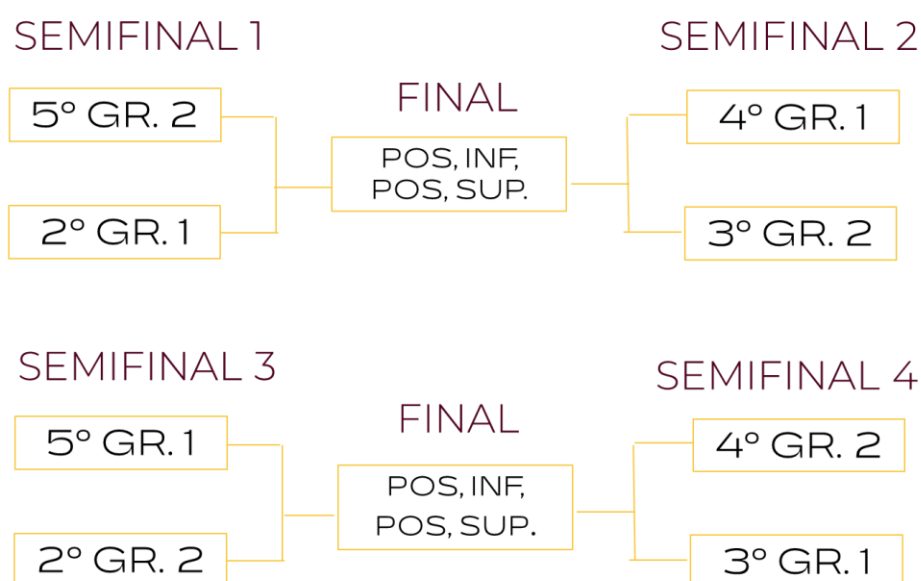 SEMIFINAL 1
SEMIFINAL 2
5º GR. 2
FINAL
4º GR. 1
POS, INF,
POS, SUP.
2º GR. 1
3º GR. 2
SEMIFINAL 3
SEMIFINAL 4
5º GR. 1
FINAL
4º GR. 2
POS, INF,
POS, SUP.
2º GR. 2
3º GR. 1